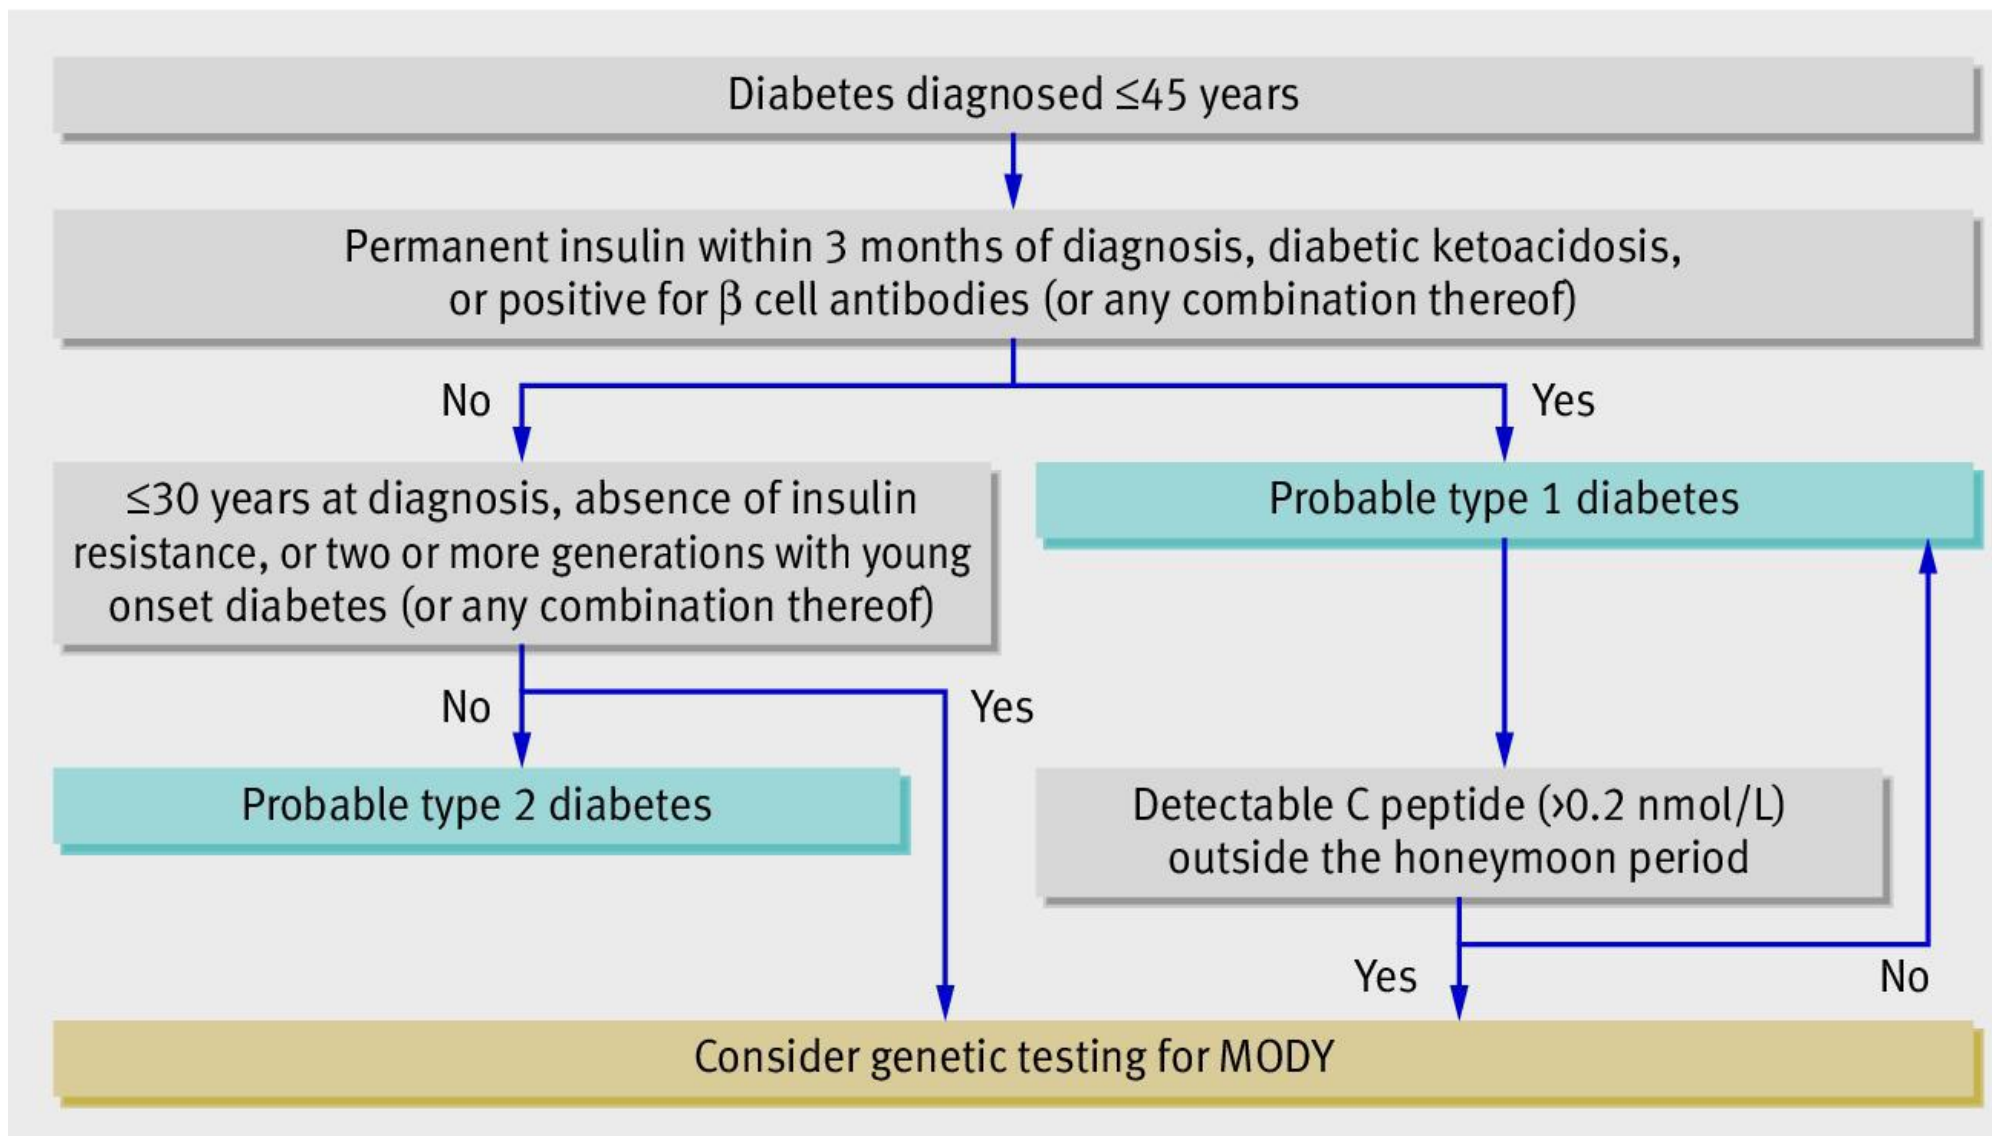 Diabetes diagnosed ≤45 years
Permanent insulin within 3 months of diagnosis, diabetic ketoacidosis,
or positive for β cell antibodies (or any combination thereof)
No
Yes
≤30 years at diagnosis, absence of insulin
resistance, or two or more generations with young
onset diabetes (or any combination thereof)
Probable type 1 diabetes
No
Yes
Probable type 2 diabetes
Detectable C peptide (>0.2 nmol/L)
outside the honeymoon period
Yes
No
Consider genetic testing for MODY